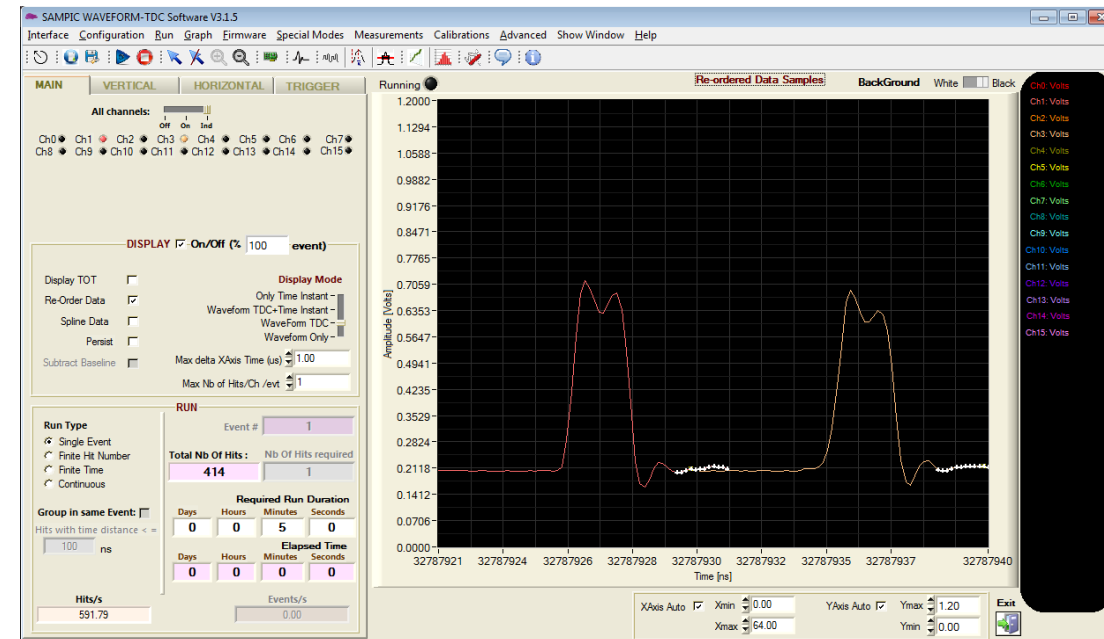 SAMPIC WAVEFORM-TDC Software V3.1.5
Interface Configuration Run Graph Firmware Special Modes Measurements Calibrations Advanced Show Window Help
MAIN VERTICAL HORIZONTAL TRIGGER
All channels:
Off On Ind
Ch0 Ch1 Ch2 Ch3 Ch4 Ch5 Ch6 Ch7
Ch8 Ch9 Ch10 Ch11 Ch12 Ch13 Ch14 Ch15
DISPLAY On/Off (% 100 event)
Display TOT
Re-Order Data
Spline Data
Persist
Subtract Baseline
Display Mode
Only Time Instant
Waveform TDC+Time Instant
WaveForm TDC
Waveform Only
Max delta XAxis Time (us) 1.00
Max Nb of Hits/Ch /evt 1
RUN
Run Type
Single Event
Finite Hit Number
Finite Time
Continuous
Group in same Event:
Hits with time distance < =
100 ns
Hits/s
591.79
Event # 1
Total Nb Of Hits : Nb Of Hits required
414 1
Required Run Duration
Days Hours Minutes Seconds
0 0 5 0
Elapsed Time
Days Hours Minutes Seconds
0 0 0 0
Events/s
0.00
Running Re-ordered Data Samples BackGround White Black
Amplitude [Volts]
1.2000
1.1294
1.0588
0.9882
0.9176
0.8471
0.7765
0.7059
0.6353
0.5647
0.4941
0.4235
0.3529
0.2824
0.2118
0.1412
0.0706
0.0000
32787921 32787924 32787926 32787928 32787930 32787932 32787935 32787937 32787940
Time [ns]
Ch0: Volts
Ch1: Volts
Ch2: Volts
Ch3: Volts
Ch4: Volts
Ch5: Volts
Ch6: Volts
Ch7: Volts
Ch8: Volts
Ch9: Volts
Ch10: Volts
Ch11: Volts
Ch12: Volts
Ch13: Volts
Ch14: Volts
Ch15: Volts
XAxis Auto Xmin 0.00 YAxis Auto Ymax 1.20 Exit
Xmax 64.00 Ymin 0.00